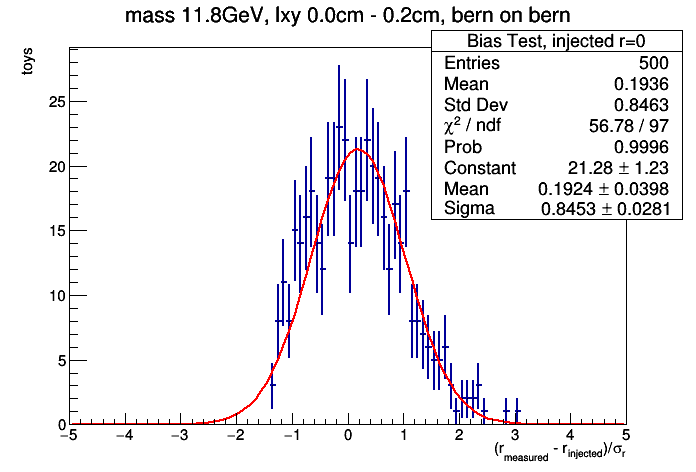 mass 11.8GeV, lxy 0.0cm - 0.2cm, bern on bern
toys
Bias Test, injected r=0
Entries 500
Mean 0.1936
Std Dev 0.8463
χ² / ndf 56.78 / 97
Prob 0.9996
Constant 21.28 ± 1.23
Mean 0.1924 ± 0.0398
Sigma 0.8453 ± 0.0281
25
20
15
10
5
0
−5 −4 −3 −2 −1 0 1 2 3 4 5
(r_measured - r_injected)/σ_r